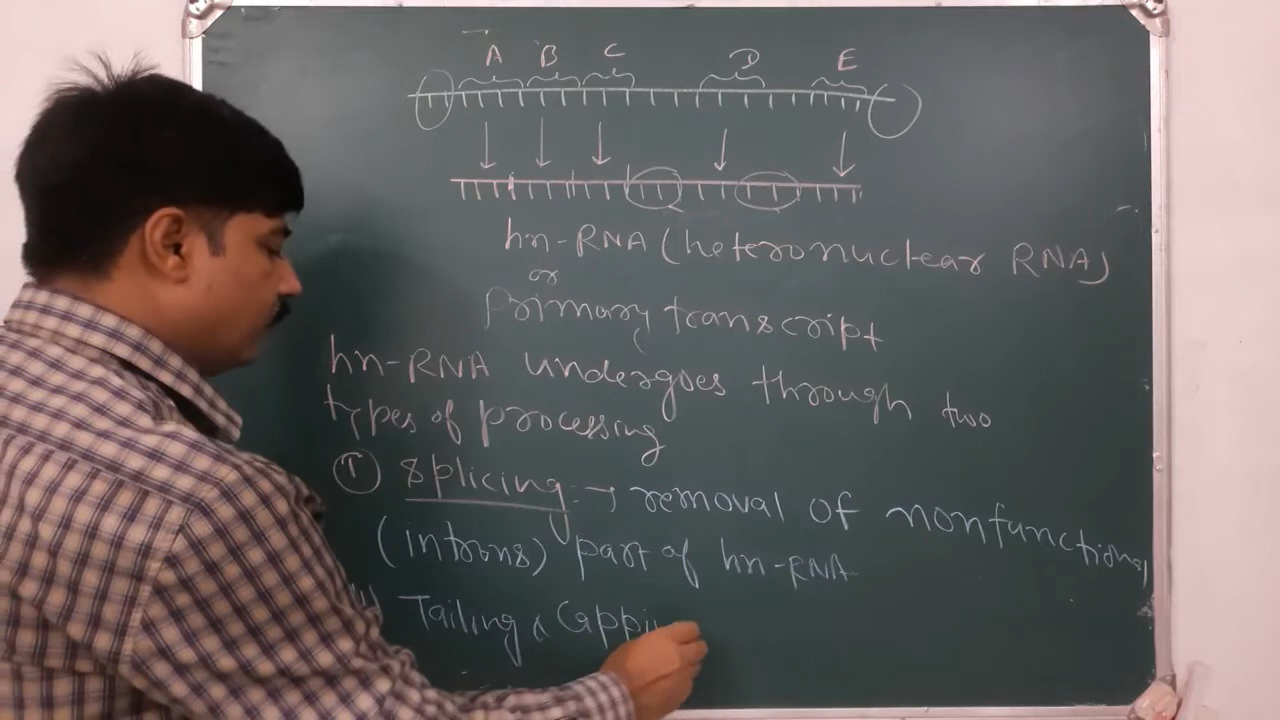 A B C D E
hn-RNA (heteronuclear RNA)
or
Primary transcript
hn-RNA undergoes through two
types of processing
(I) Splicing :→ removal of nonfunctional
(introns) part of hn-RNA
Tailing &